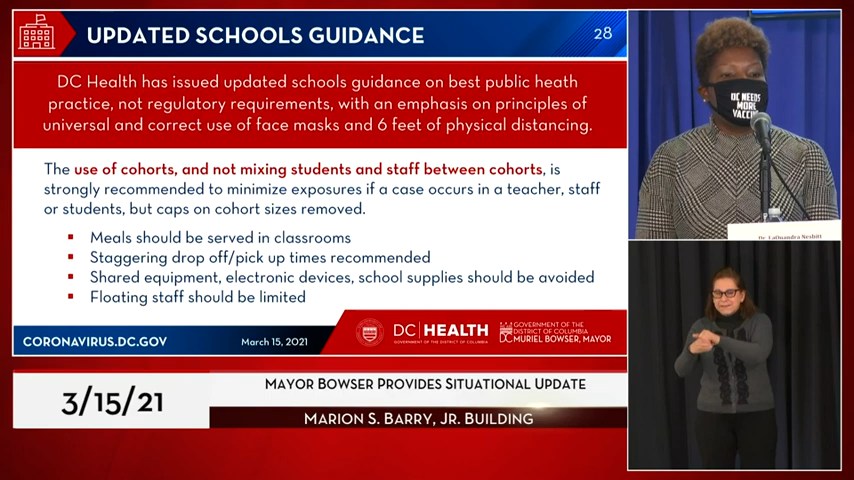 UPDATED SCHOOLS GUIDANCE
28
DC Health has issued updated schools guidance on best public heath
practice, not regulatory requirements, with an emphasis on principles of
universal and correct use of face masks and 6 feet of physical distancing.
The use of cohorts, and not mixing students and staff between cohorts, is
strongly recommended to minimize exposures if a case occurs in a teacher, staff
or students, but caps on cohort sizes removed.
Meals should be served in classrooms
Staggering drop off/pick up times recommended
Shared equipment, electronic devices, school supplies should be avoided
Floating staff should be limited
CORONAVIRUS.DC.GOV
March 15, 2021
DC HEALTH
GOVERNMENT OF THE DISTRICT OF COLUMBIA
GOVERNMENT OF THE
DISTRICT OF COLUMBIA
MURIEL BOWSER, MAYOR
3/15/21
MAYOR BOWSER PROVIDES SITUATIONAL UPDATE
MARION S. BARRY, JR. BUILDING
DC NEEDS
MORE
Dr. LaQuandra Nesbitt